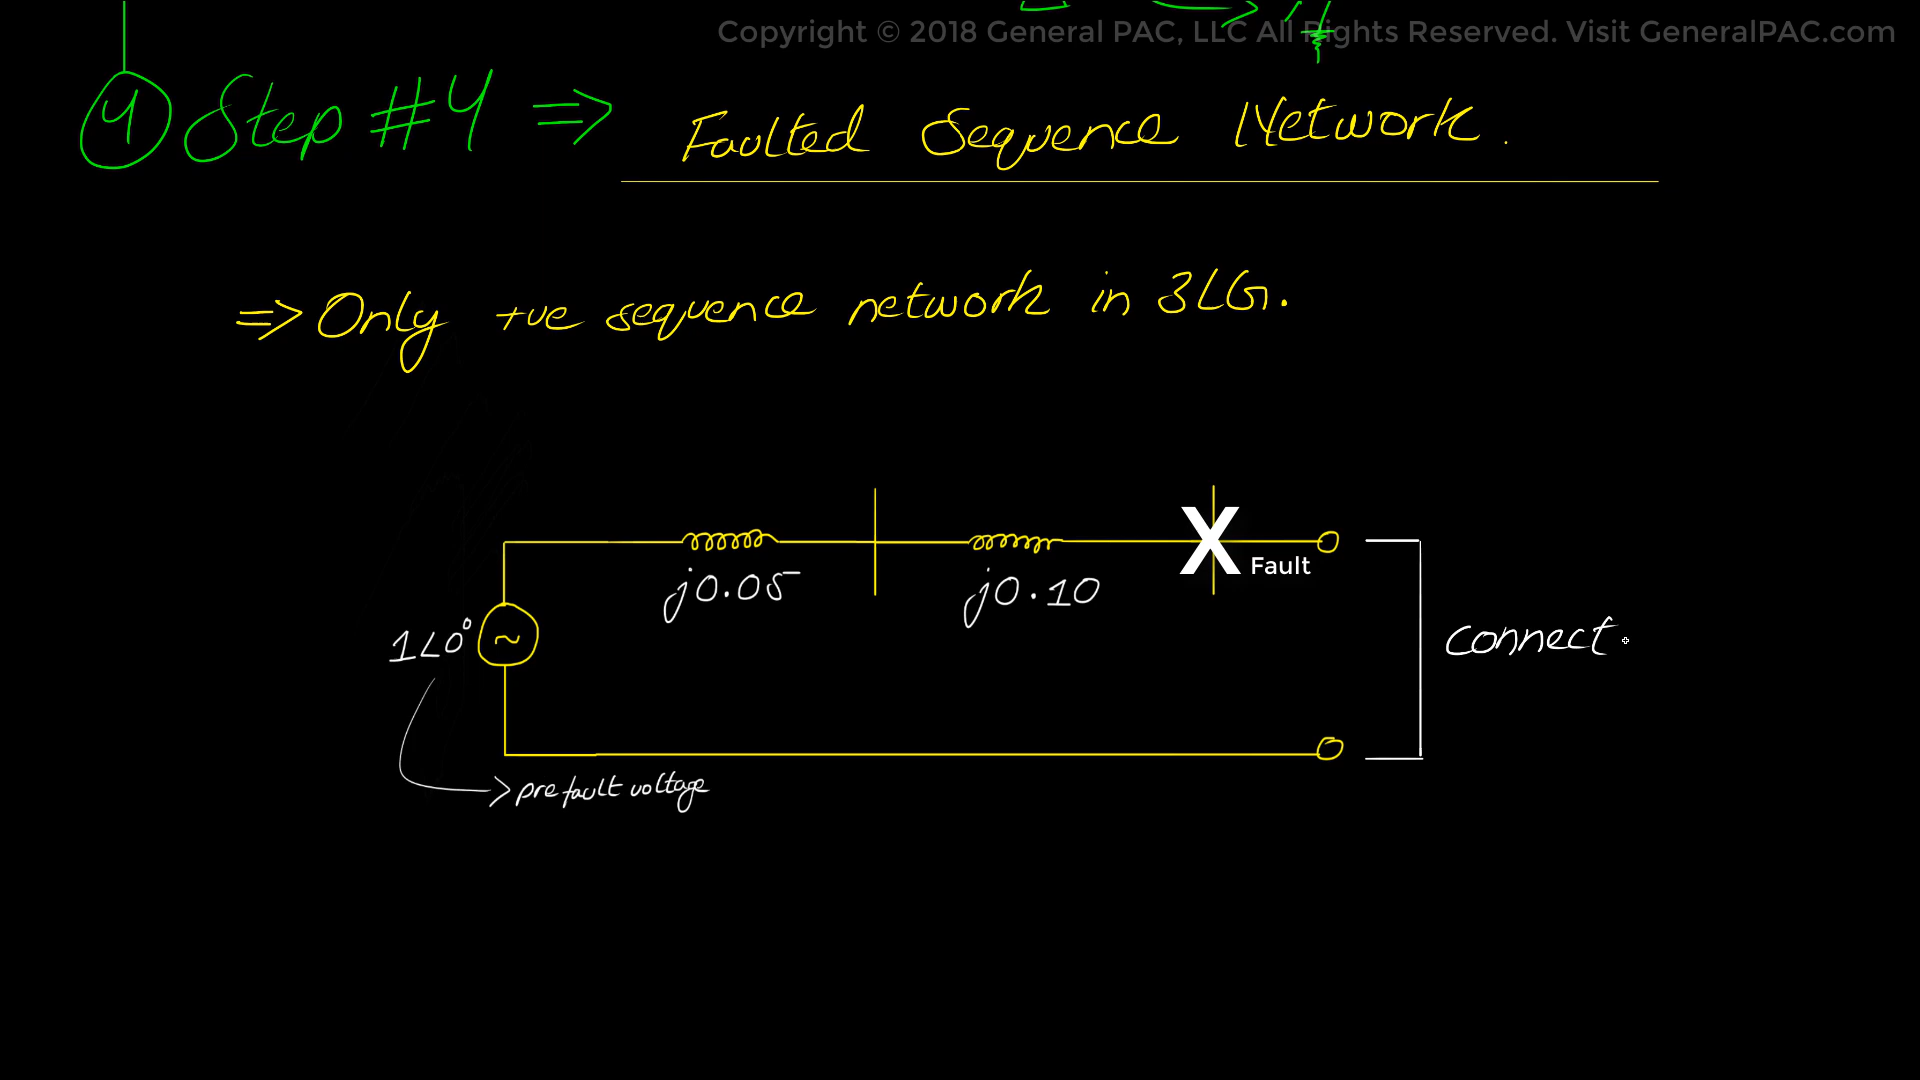 Copyright © 2018 General PAC, LLC All Rights Reserved. Visit GeneralPAC.com
4 Step #4 => Faulted Sequence Network.
=> Only +ve sequence network in 3LG.
X Fault
j0.05 j0.10
1∠0° ~
connect.
prefault voltage